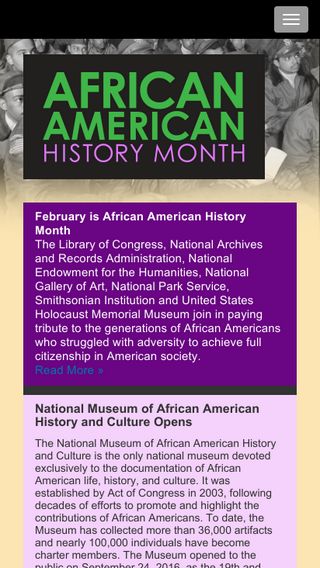 AFRICAN
AMERICAN
HISTORY MONTH
February is African American History
Month
The Library of Congress, National Archives
and Records Administration, National
Endowment for the Humanities, National
Gallery of Art, National Park Service,
Smithsonian Institution and United States
Holocaust Memorial Museum join in paying
tribute to the generations of African Americans
who struggled with adversity to achieve full
citizenship in American society.
Read More »
National Museum of African American
History and Culture Opens
The National Museum of African American History
and Culture is the only national museum devoted
exclusively to the documentation of African
American life, history, and culture. It was
established by Act of Congress in 2003, following
decades of efforts to promote and highlight the
contributions of African Americans. To date, the
Museum has collected more than 36,000 artifacts
and nearly 100,000 individuals have become
charter members. The Museum opened to the
public on September 24, 2016, as the 19th and